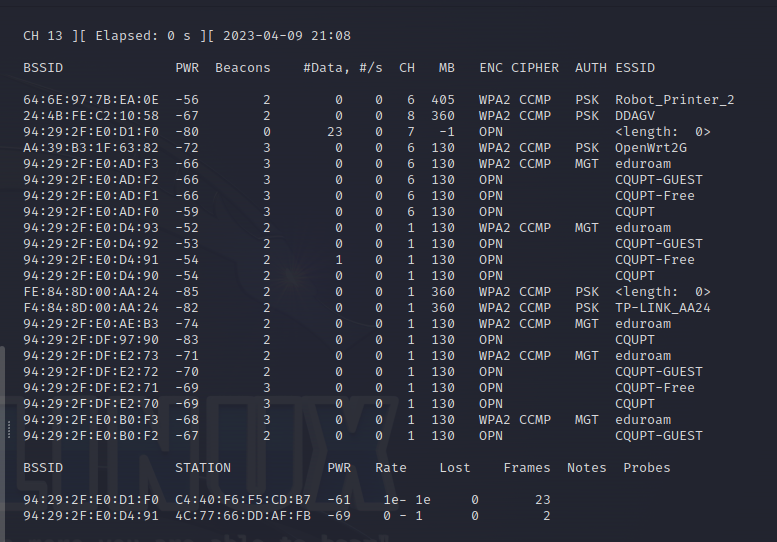 CH 13 ][ Elapsed: 0 s ][ 2023-04-09 21:08
BSSID PWR Beacons #Data, #/s CH MB ENC CIPHER AUTH ESSID
64:6E:97:7B:EA:0E -56 2 0 0 6 405 WPA2 CCMP PSK Robot_Printer_2
24:4B:FE:C2:10:58 -67 2 0 0 8 360 WPA2 CCMP PSK DDAGV
94:29:2F:E0:D1:F0 -80 0 23 0 7 -1 OPN <length: 0>
A4:39:B3:1F:63:82 -72 3 0 0 6 130 WPA2 CCMP PSK OpenWrt2G
94:29:2F:E0:AD:F3 -66 3 0 0 6 130 WPA2 CCMP MGT eduroam
94:29:2F:E0:AD:F2 -66 3 0 0 6 130 OPN CQUPT-GUEST
94:29:2F:E0:AD:F1 -66 3 0 0 6 130 OPN CQUPT-Free
94:29:2F:E0:AD:F0 -59 3 0 0 6 130 OPN CQUPT
94:29:2F:E0:D4:93 -52 2 0 0 1 130 WPA2 CCMP MGT eduroam
94:29:2F:E0:D4:92 -53 2 0 0 1 130 OPN CQUPT-GUEST
94:29:2F:E0:D4:91 -54 2 1 0 1 130 OPN CQUPT-Free
94:29:2F:E0:D4:90 -54 2 0 0 1 130 OPN CQUPT
FE:84:8D:00:AA:24 -85 2 0 0 1 360 WPA2 CCMP PSK <length: 0>
F4:84:8D:00:AA:24 -82 2 0 0 1 360 WPA2 CCMP PSK TP-LINK_AA24
94:29:2F:E0:AE:B3 -74 2 0 0 1 130 WPA2 CCMP MGT eduroam
94:29:2F:DF:97:90 -83 2 0 0 1 130 OPN CQUPT
94:29:2F:DF:E2:73 -71 2 0 0 1 130 WPA2 CCMP MGT eduroam
94:29:2F:DF:E2:72 -70 2 0 0 1 130 OPN CQUPT-GUEST
94:29:2F:DF:E2:71 -69 3 0 0 1 130 OPN CQUPT-Free
94:29:2F:DF:E2:70 -69 3 0 0 1 130 OPN CQUPT
94:29:2F:E0:B0:F3 -68 3 0 0 1 130 WPA2 CCMP MGT eduroam
94:29:2F:E0:B0:F2 -67 2 0 0 1 130 OPN CQUPT-GUEST
BSSID STATION PWR Rate Lost Frames Notes Probes
94:29:2F:E0:D1:F0 C4:40:F6:F5:CD:B7 -61 1e- 1e 0 23
94:29:2F:E0:D4:91 4C:77:66:DD:AF:FB -69 0 - 1 0 2